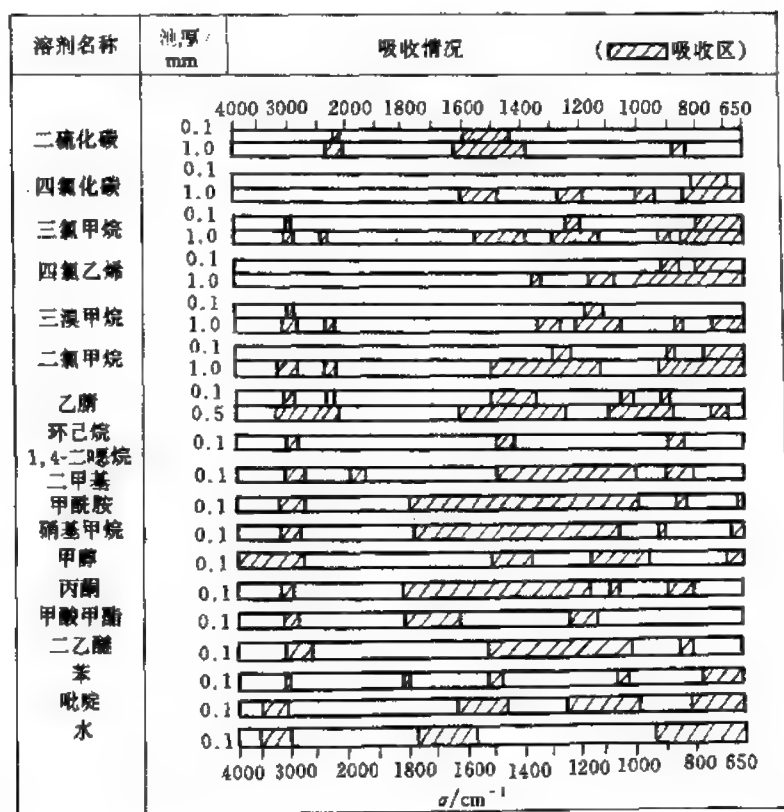 溶剂名称 池厚/ 吸收情况 (吸收区)
mm
4000 3000 2000 1800 1600 1400 1200 1000 800 650
二硫化碳 0.1
1.0
四氯化碳 0.1
1.0
三氯甲烷 0.1
1.0
四氯乙烯 0.1
1.0
三溴甲烷 0.1
1.0
二氯甲烷 0.1
1.0
乙腈 0.1
0.5
环己烷 0.1
1,4-二噁烷
二甲基 0.1
甲酰胺 0.1
硝基甲烷 0.1
甲醇 0.1
丙酮 0.1
甲酸甲酯 0.1
二乙醚 0.1
苯 0.1
吡啶 0.1
水 0.1
4000 3000 2000 1800 1600 1400 1200 1000 800 650
σ/cm⁻¹